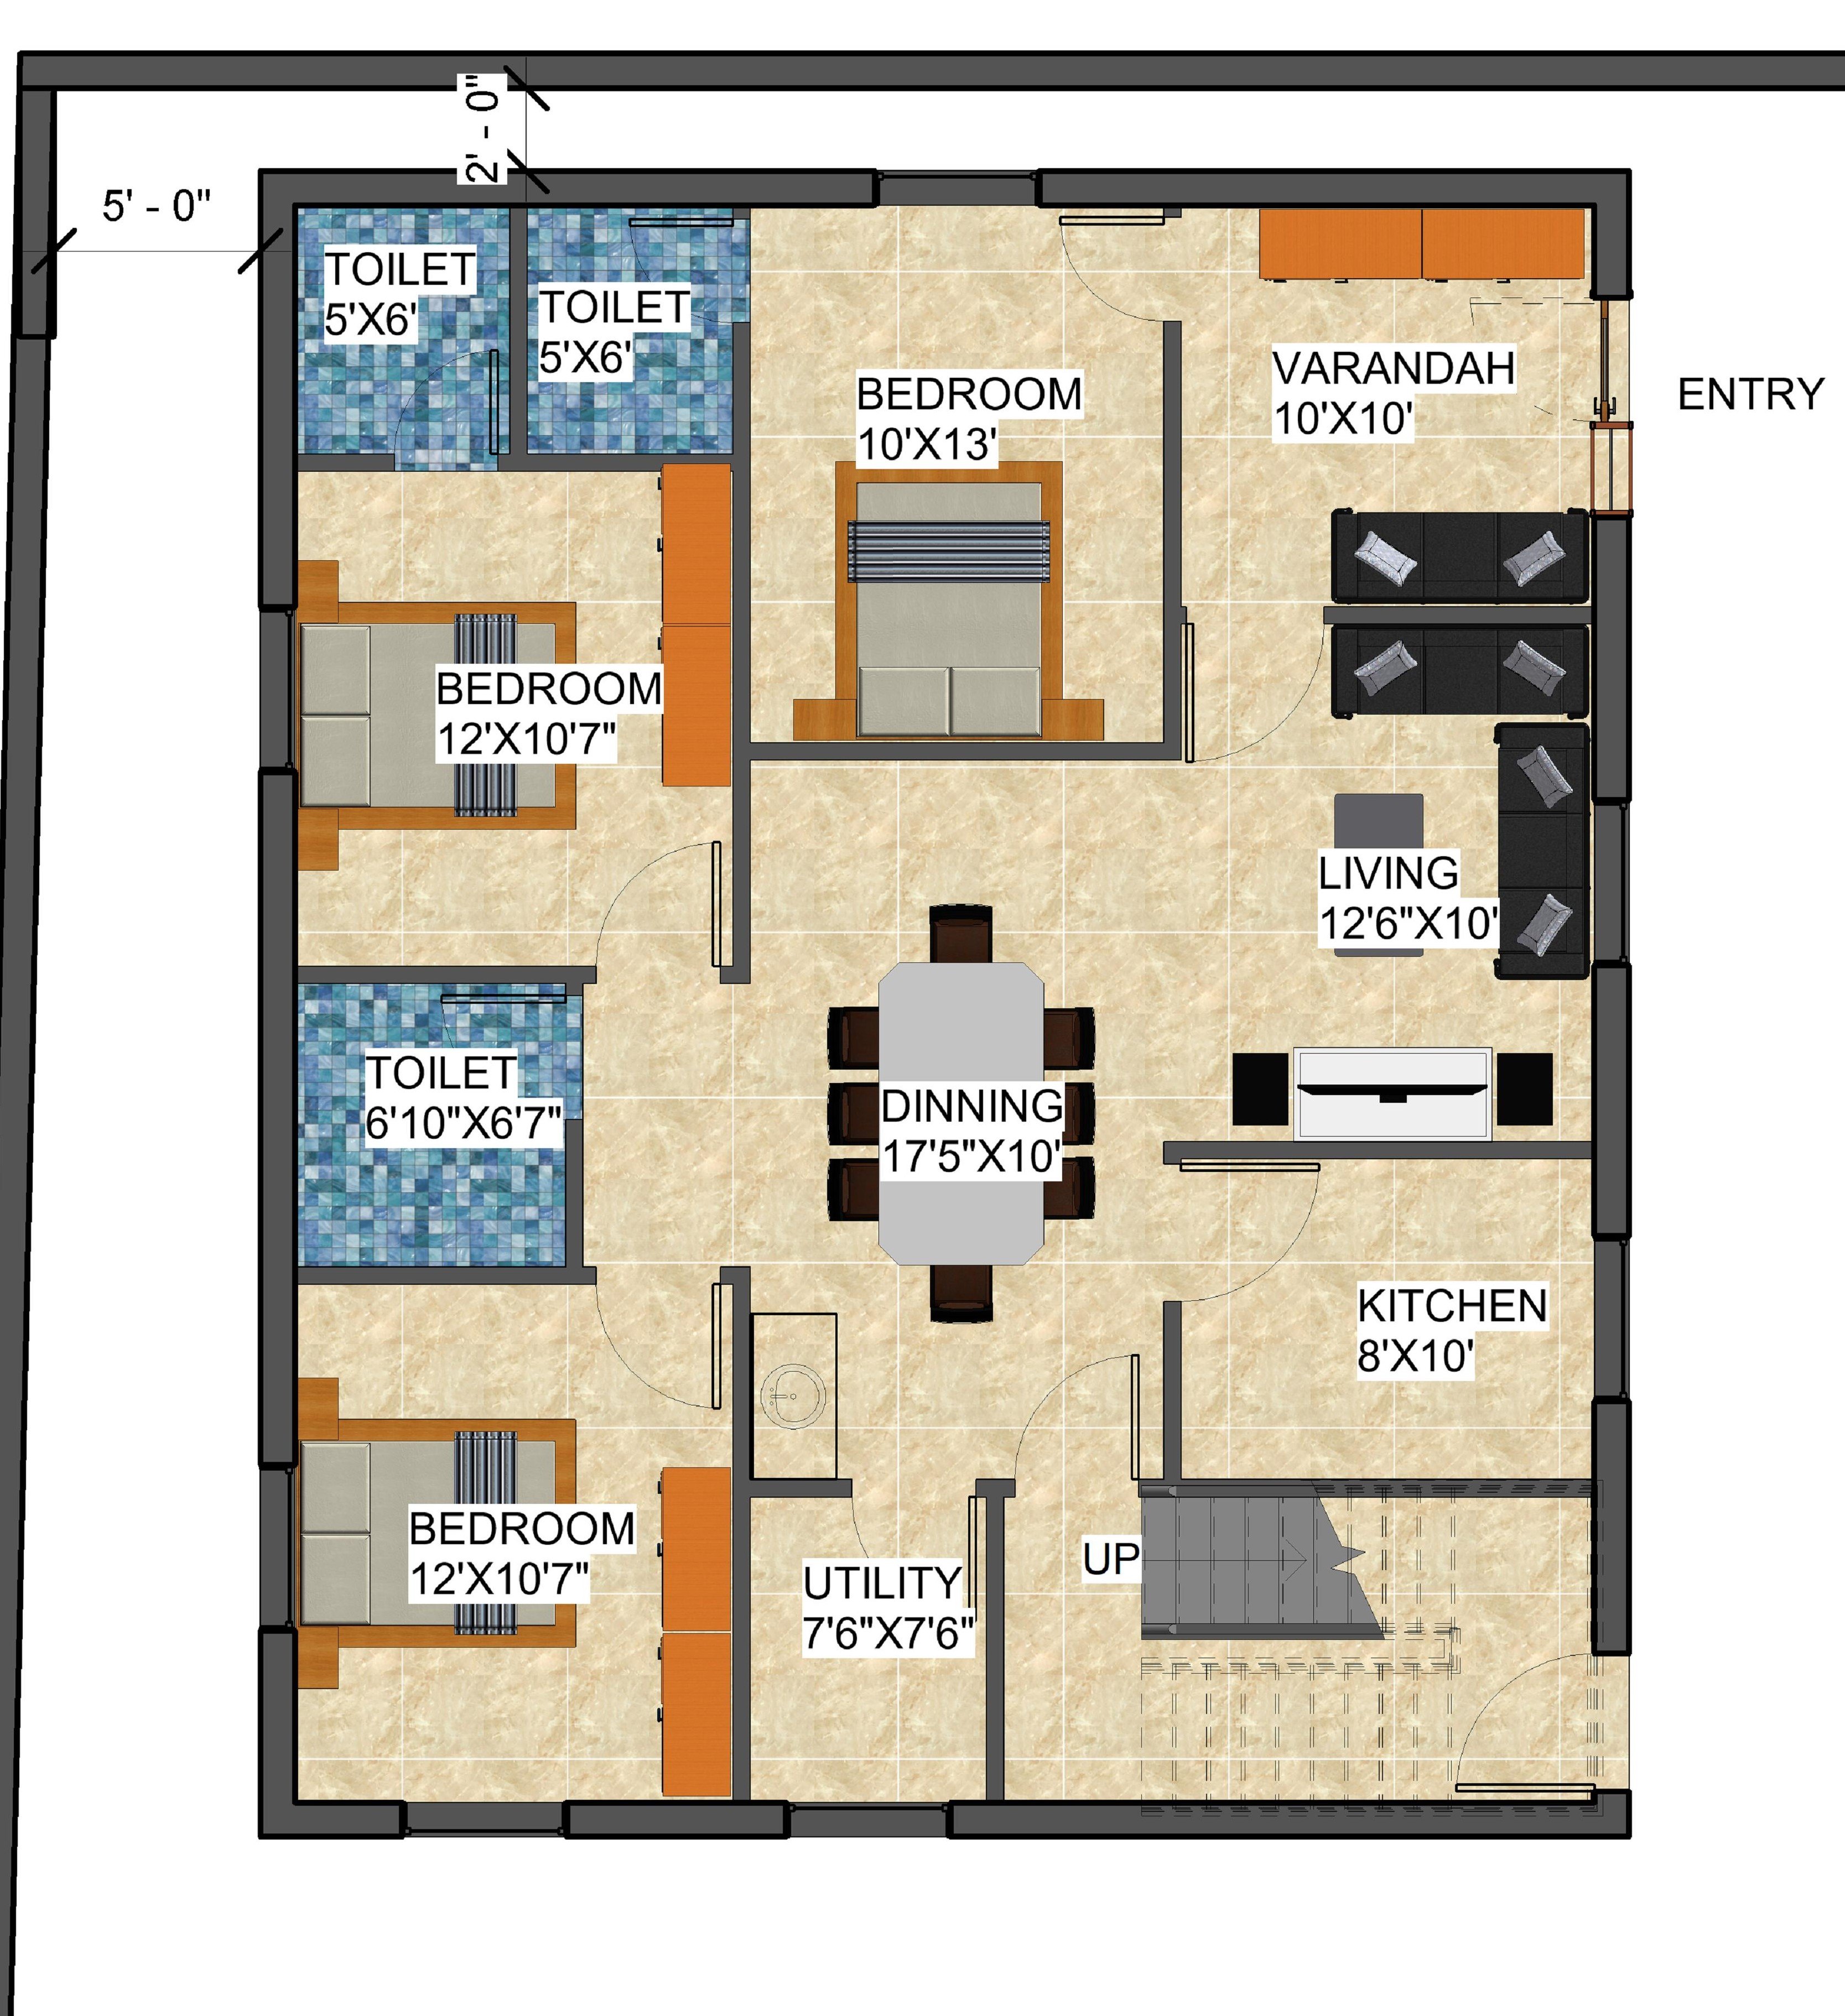 2' - 0"
5' - 0"
TOILET
5'X6'
TOILET
5'X6'
BEDROOM
10'X13'
VARANDAH
10'X10'
ENTRY
BEDROOM
12'X10'7"
LIVING
12'6"X10'
TOILET
6'10"X6'7"
DINNING
17'5"X10'
KITCHEN
8'X10'
BEDROOM
12'X10'7"
UTILITY
7'6"X7'6"
UP